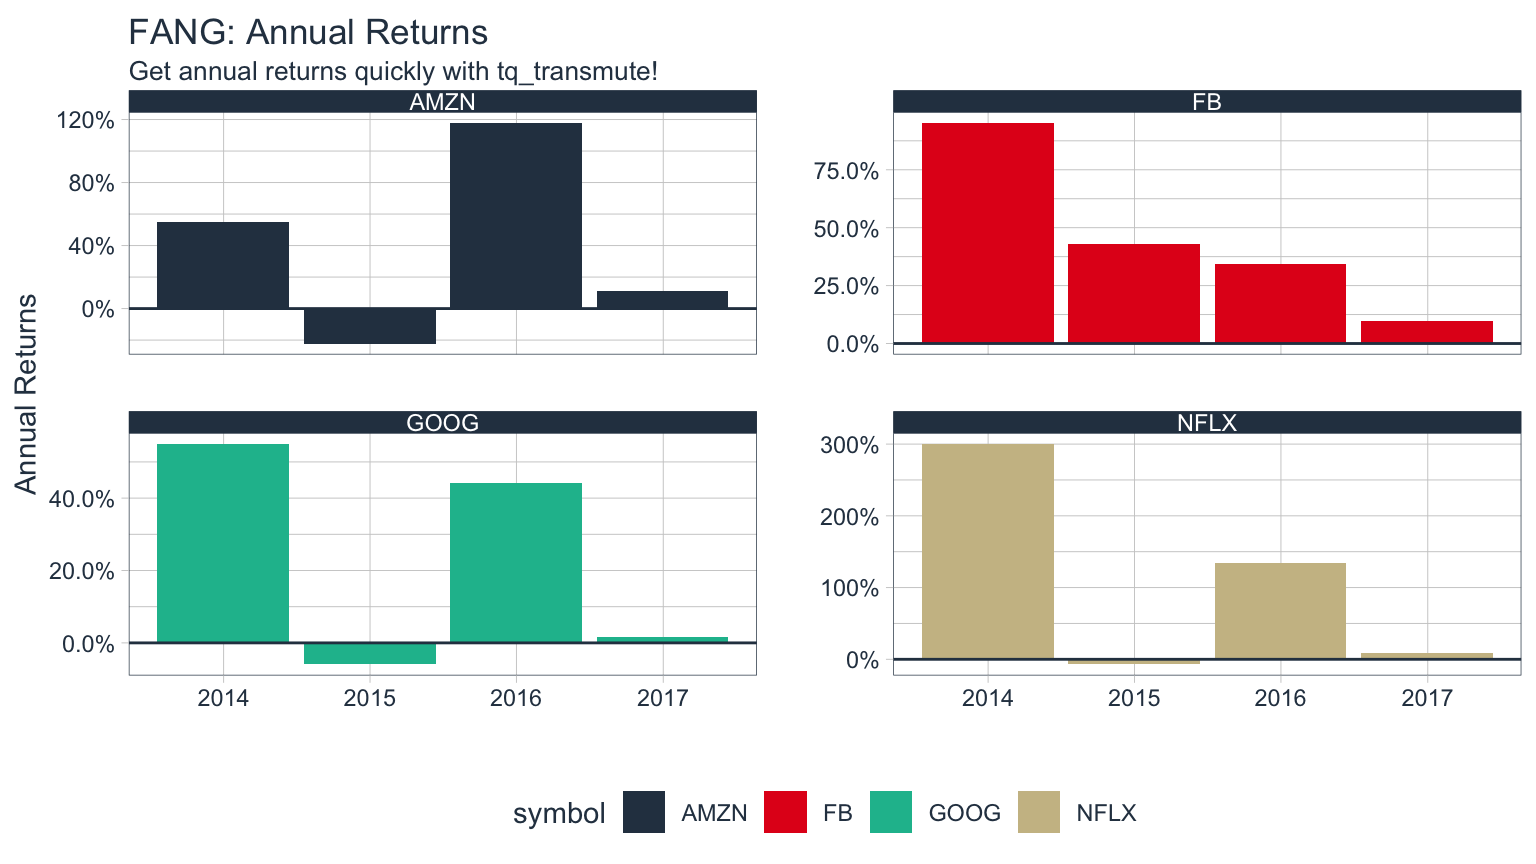 FANG: Annual Returns
Get annual returns quickly with tq_transmute!
Annual Returns
AMZN
120%
80%
40%
0%
FB
75.0%
50.0%
25.0%
0.0%
GOOG
40.0%
20.0%
0.0%
2014 2015 2016 2017
NFLX
300%
200%
100%
0%
2014 2015 2016 2017
symbol AMZN FB GOOG NFLX